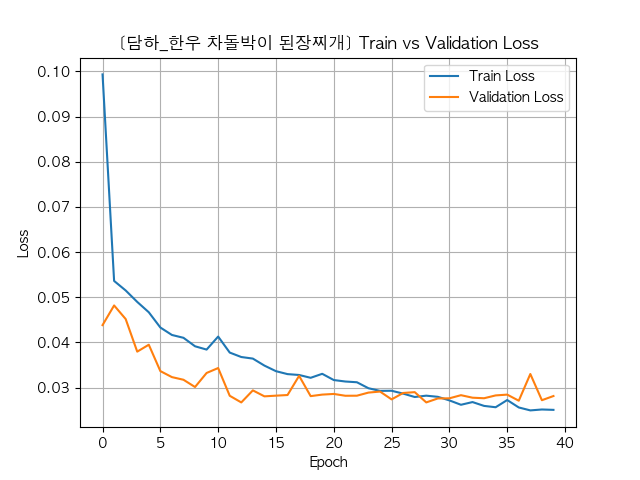 [담하_한우 차돌박이 된장찌개] Train vs Validation Loss
Train Loss
Validation Loss
0.10
0.09
0.08
0.07
0.06
0.05
0.04
0.03
Loss
0 5 10 15 20 25 30 35 40
Epoch